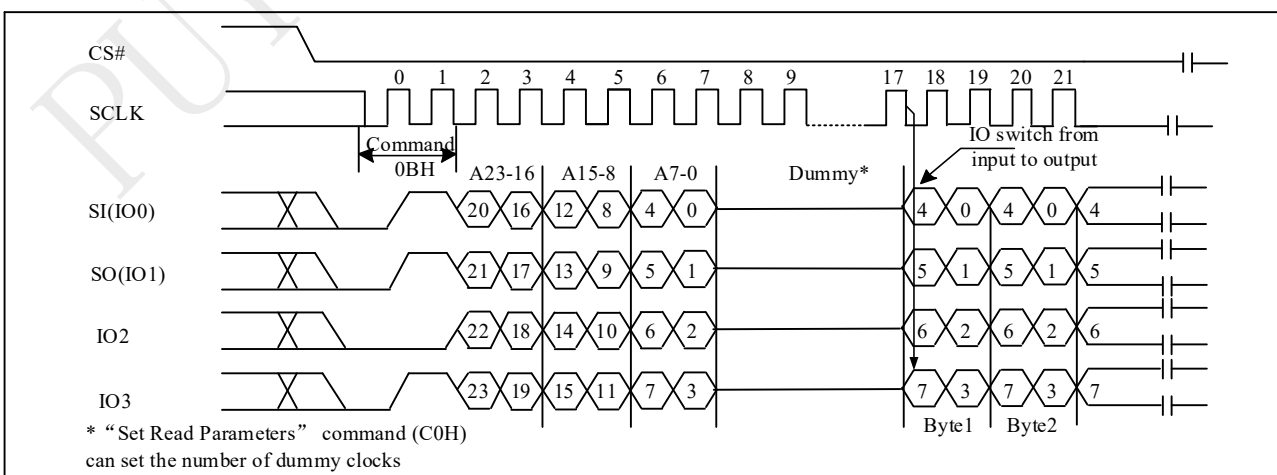 PUY
CS#
0 1 2 3 4 5 6 7 8 9 17 18 19 20 21
SCLK
Command
0BH
IO switch from
input to output
A23-16 A15-8 A7-0 Dummy*
SI(IO0) 20 16 12 8 4 0 4 0 4 0 4
SO(IO1) 21 17 13 9 5 1 5 1 5 1 5
IO2 22 18 14 10 6 2 6 2 6 2 6
IO3 23 19 15 11 7 3 7 3 7 3 7
Byte1 Byte2
* “Set Read Parameters” command (C0H)
can set the number of dummy clocks